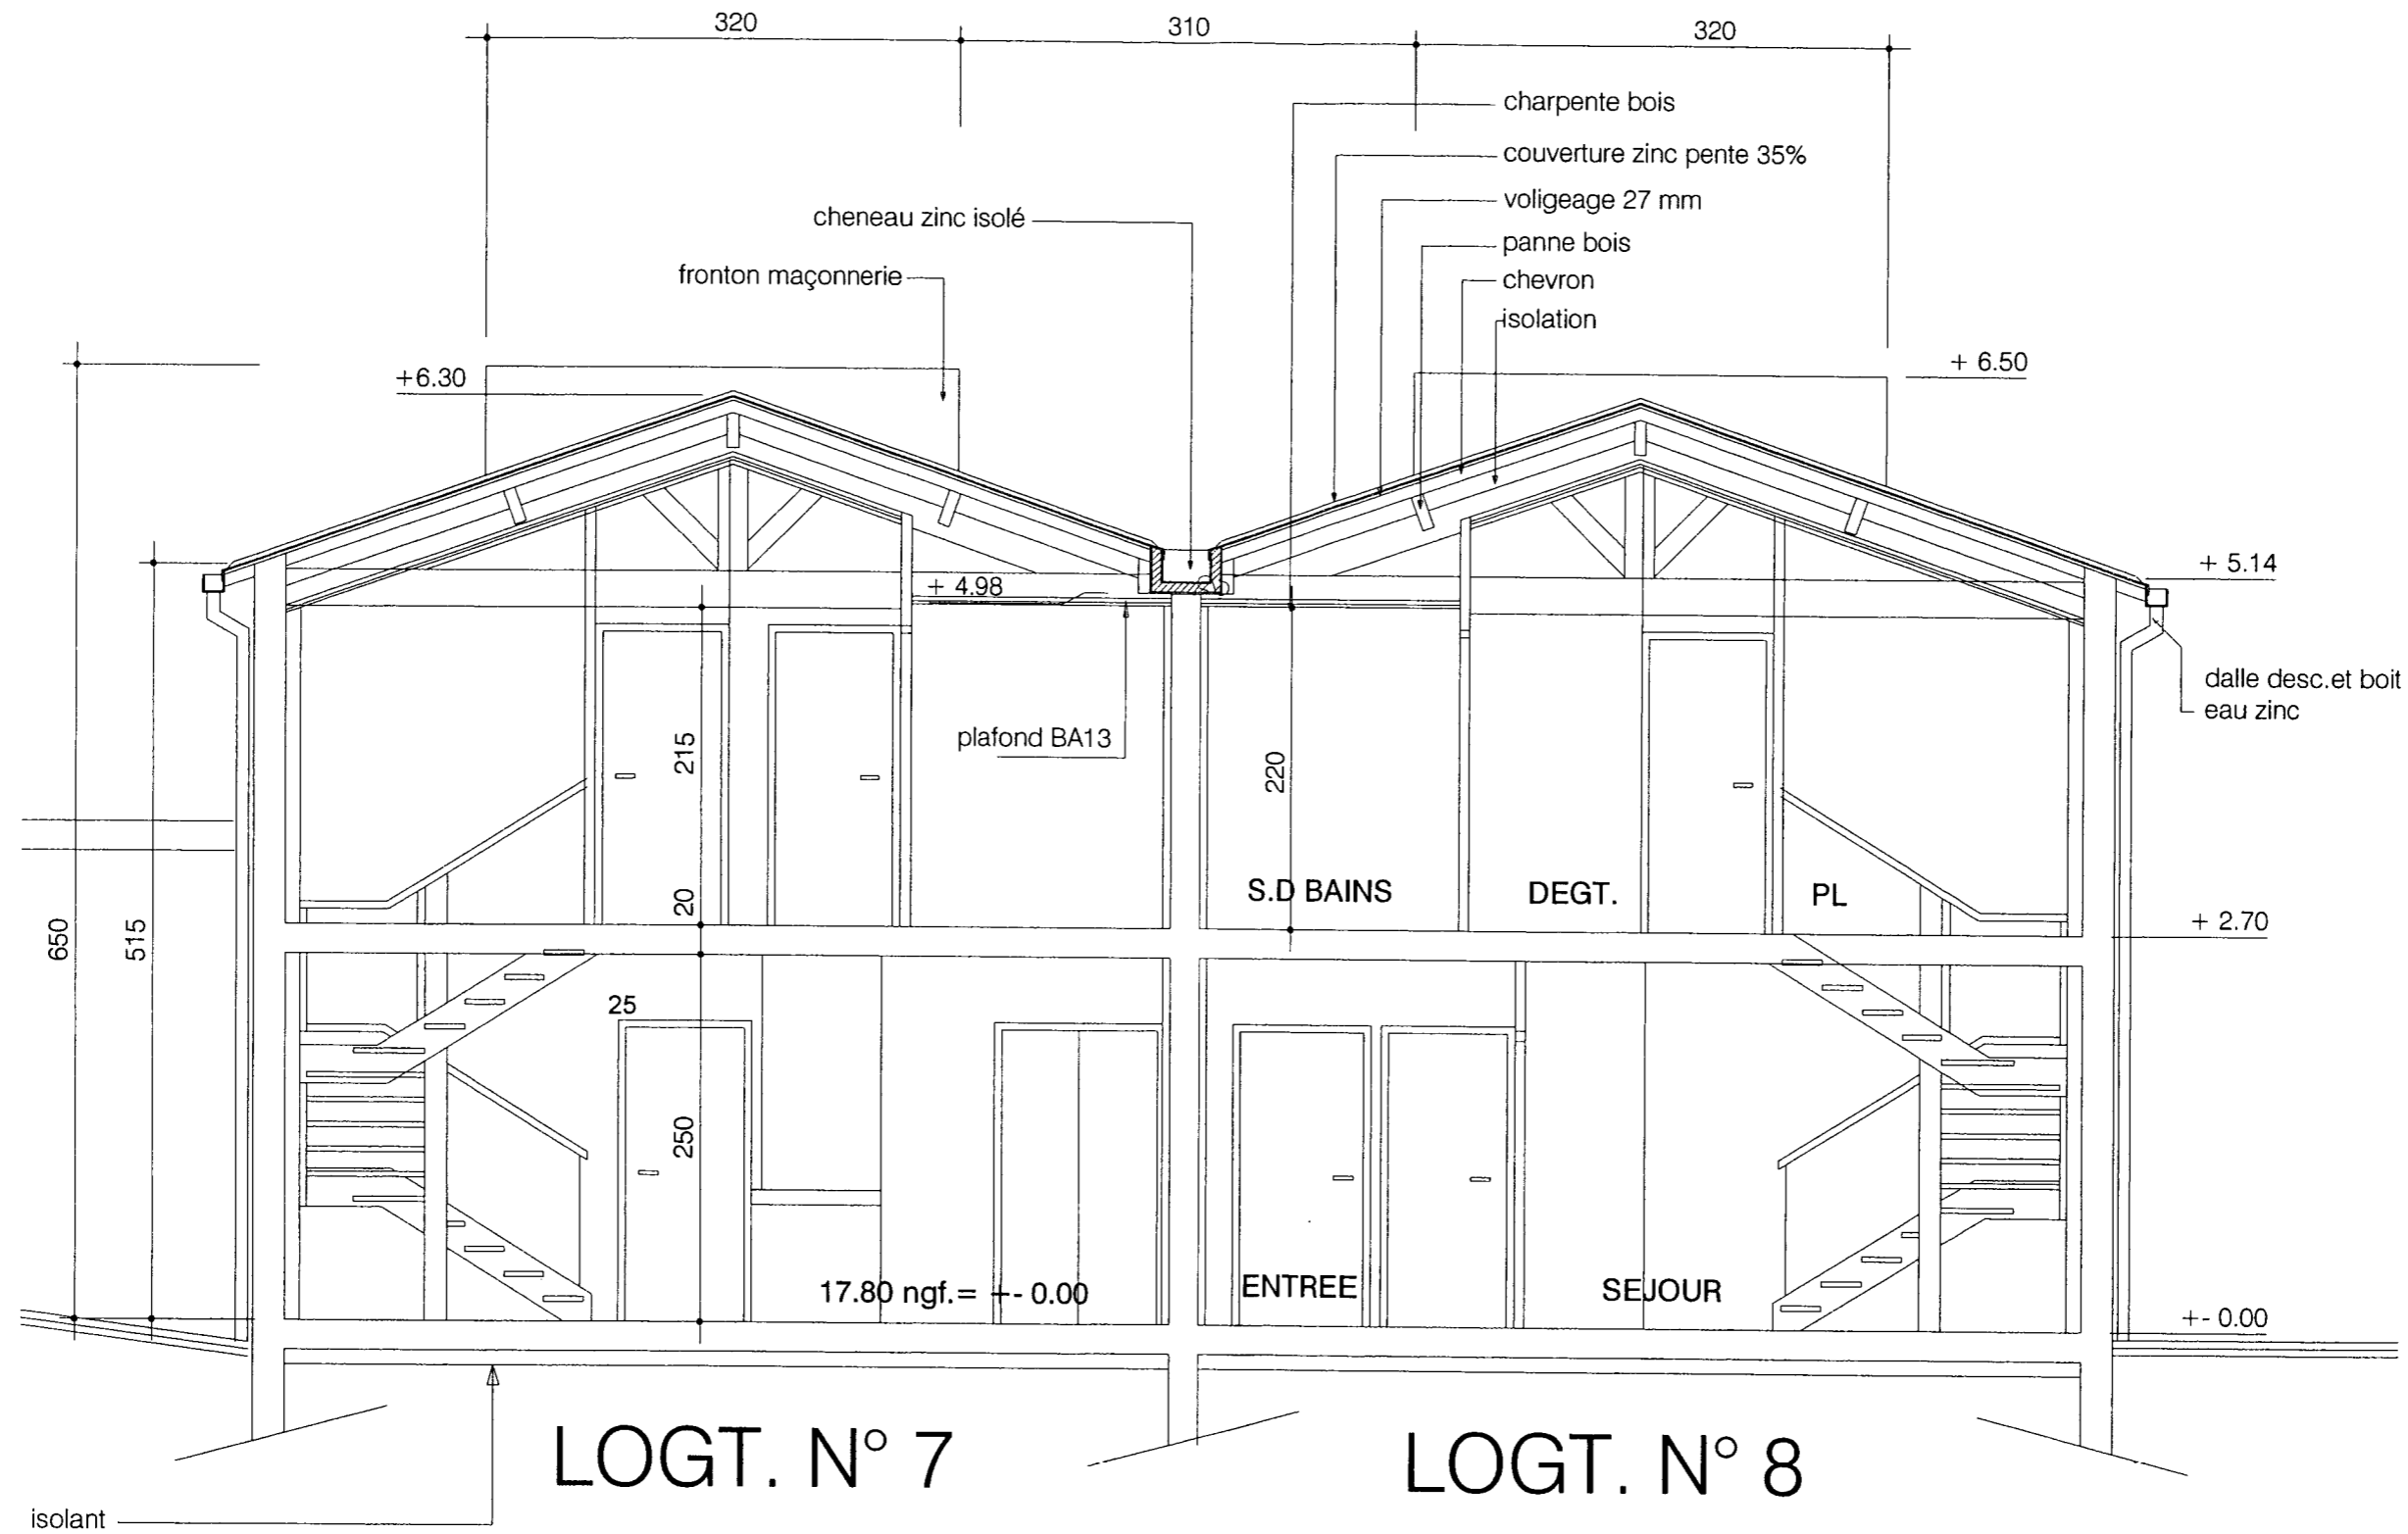 320
310
320
charpente bois
couverture zinc pente 35%
voligeage 27 mm
cheneau zinc isolé
panne bois
fronton maçonnerie
chevron
isolation
+6.30
+ 6.50
+ 5.14
+ 4.98
dalle desc.et boit
eau zinc
plafond BA13
215
220
20
S.D BAINS
DEGT.
PL
+ 2.70
650
515
25
250
17.80 ngf.= +- 0.00
ENTREE
SEJOUR
+- 0.00
LOGT. N° 7
LOGT. N° 8
isolant